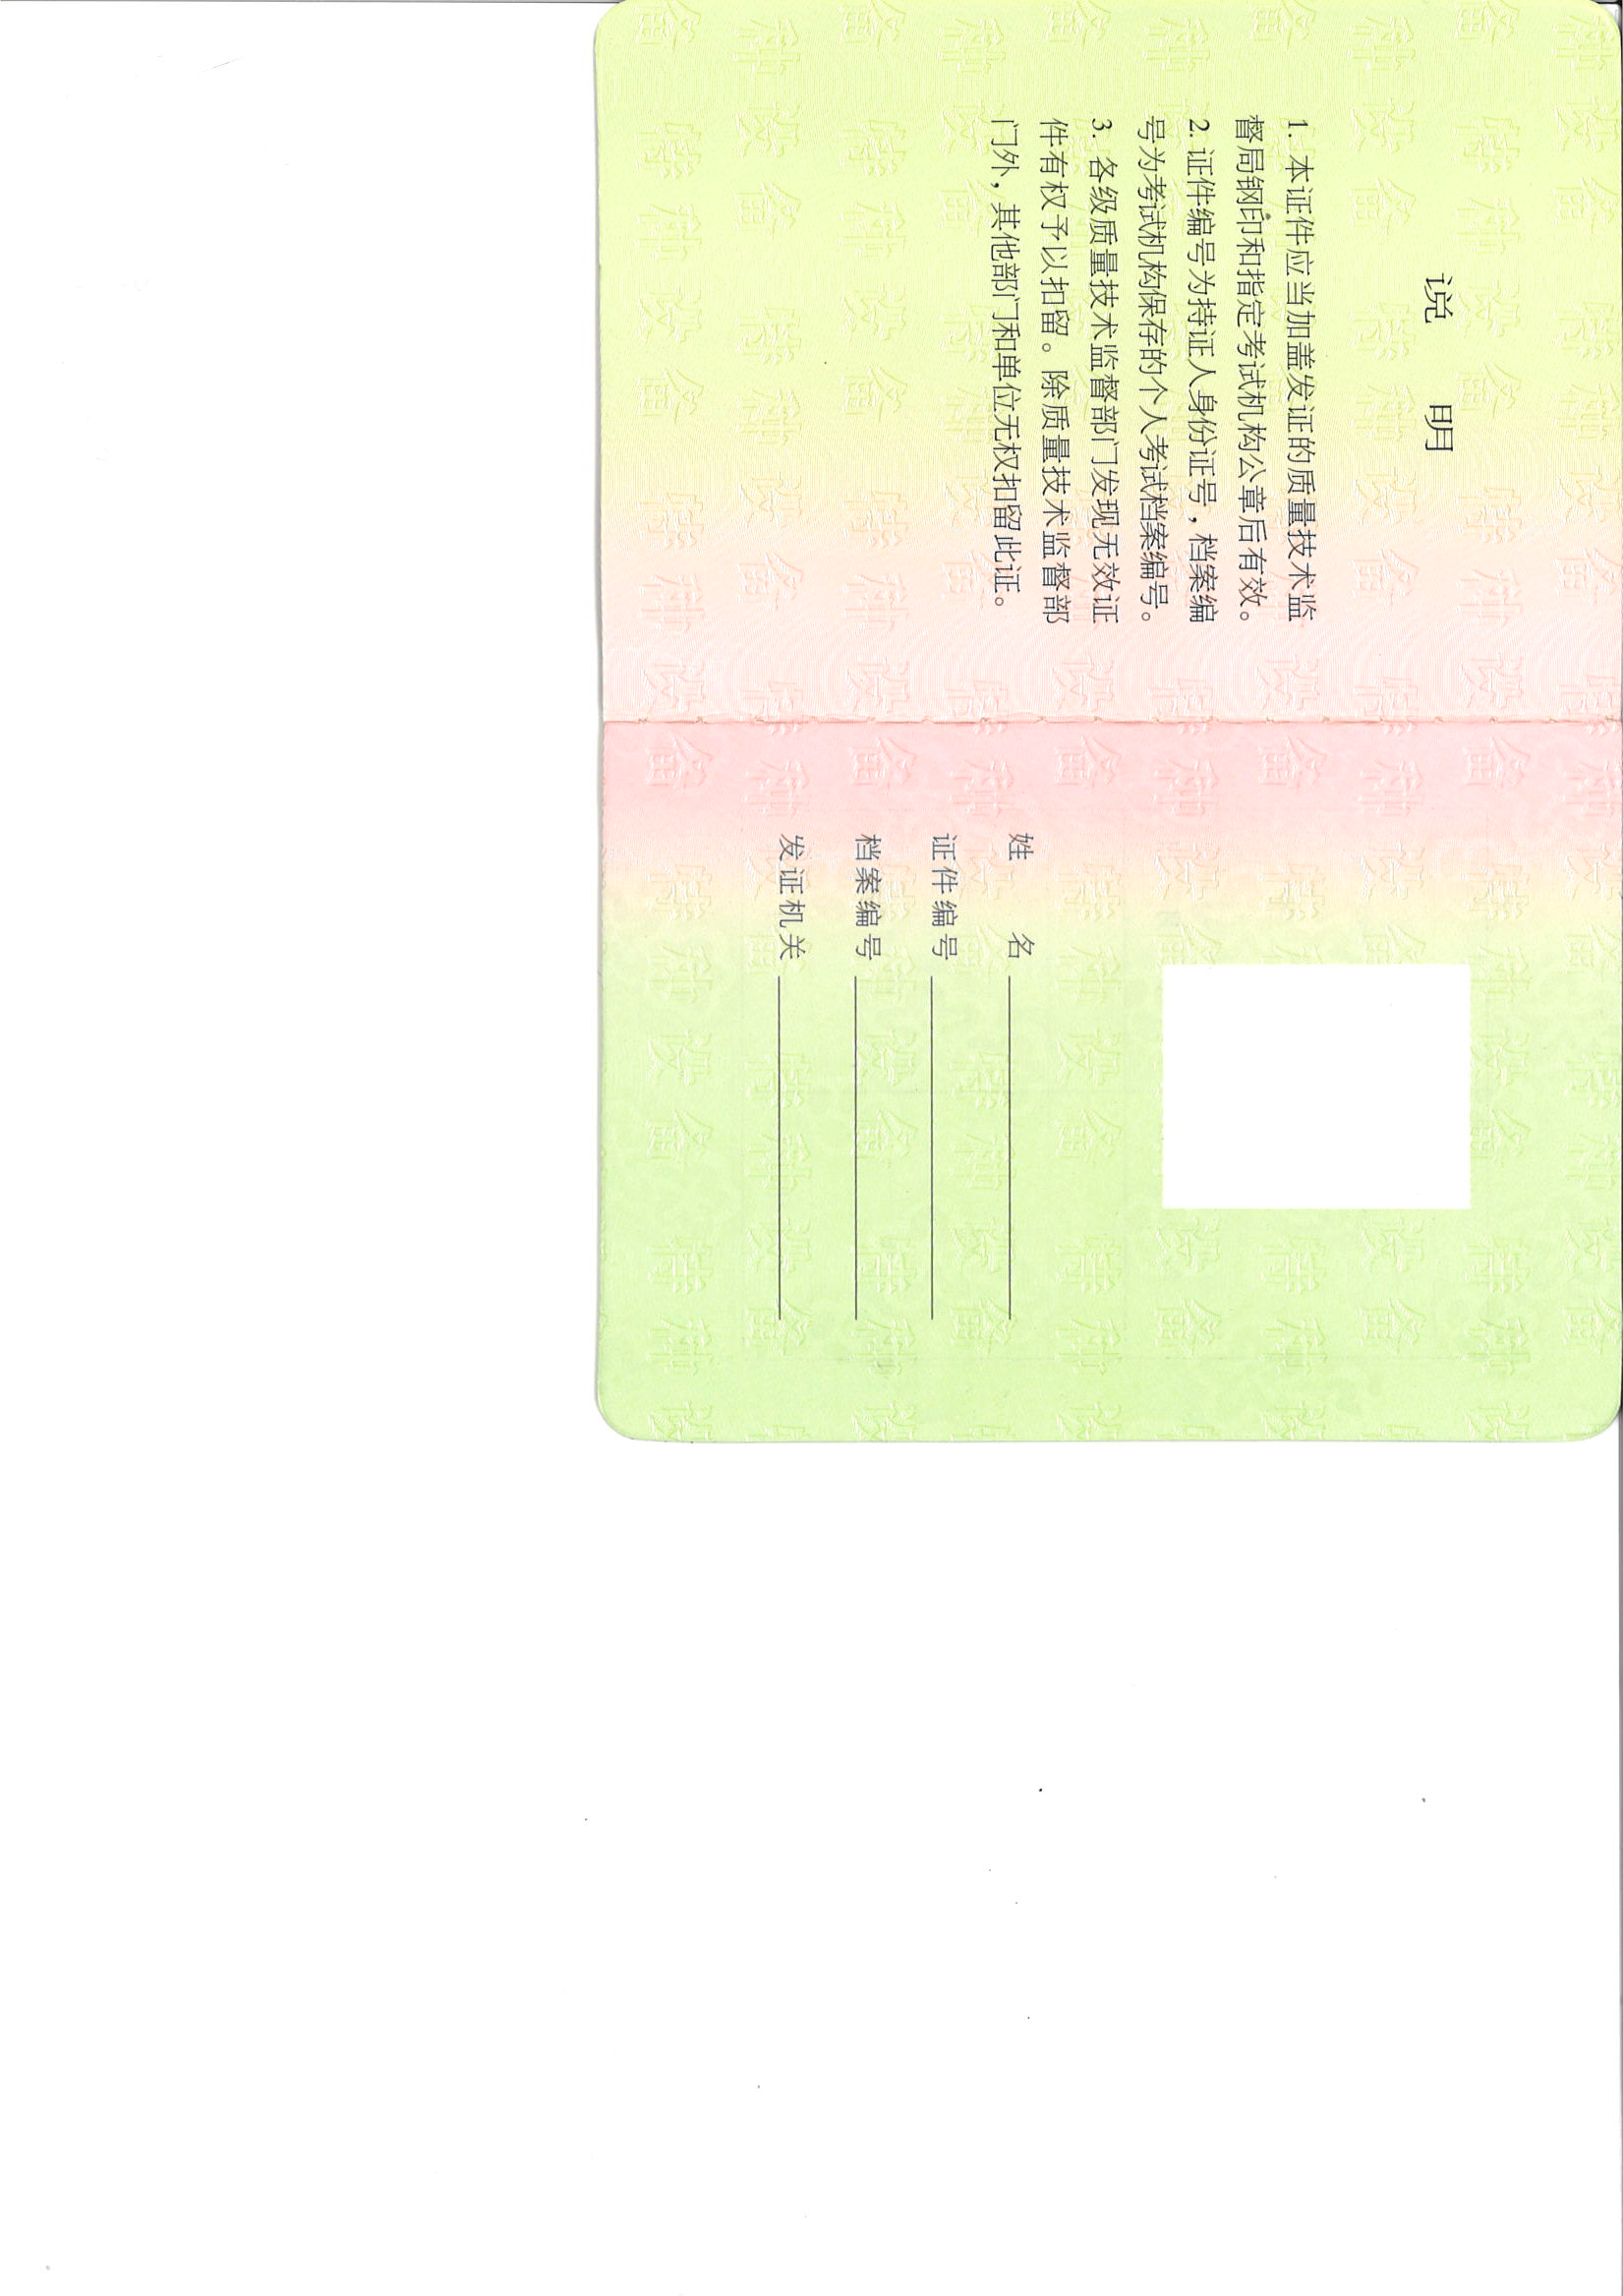 说 明
1. 本证件应当加盖发证的质量技术监
督局钢印和指定考试机构公章后有效。
2. 证件编号为持证人身份证号，档案编
号为考试机构保存的个人考试档案编号。
3. 各级质量技术监督部门发现无效证
件有权予以扣留。除质量技术监督部
门外，其他部门和单位无权扣留此证。
姓 名
证件编号
档案编号
发证机关